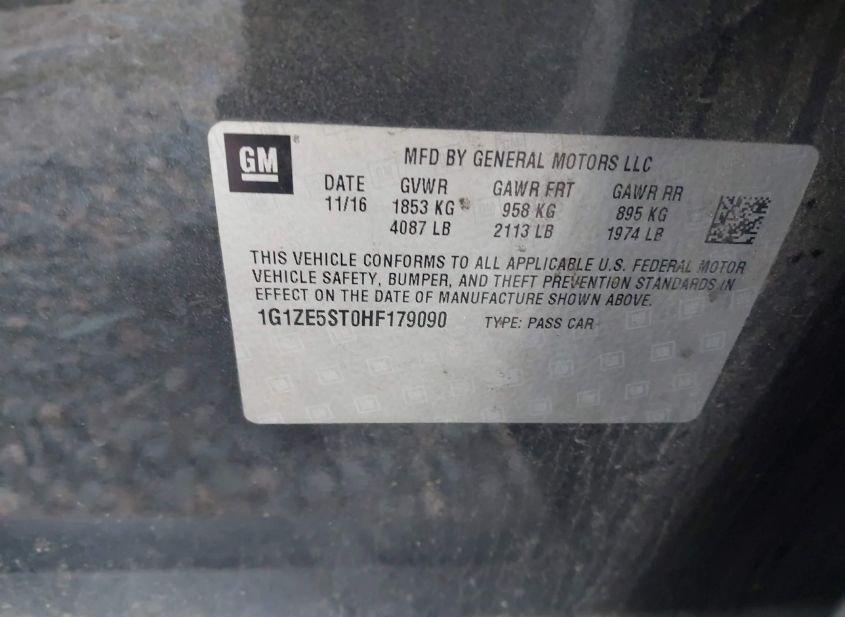 GM
MFD BY GENERAL MOTORS LLC
DATE GVWR GAWR FRT GAWR RR
11/16 1853 KG 958 KG 895 KG
4087 LB 2113 LB 1974 LB
THIS VEHICLE CONFORMS TO ALL APPLICABLE U.S. FEDERAL MOTOR
VEHICLE SAFETY, BUMPER, AND THEFT PREVENTION STANDARDS IN
EFFECT ON THE DATE OF MANUFACTURE SHOWN ABOVE.
1G1ZE5ST0HF179090 TYPE: PASS CAR